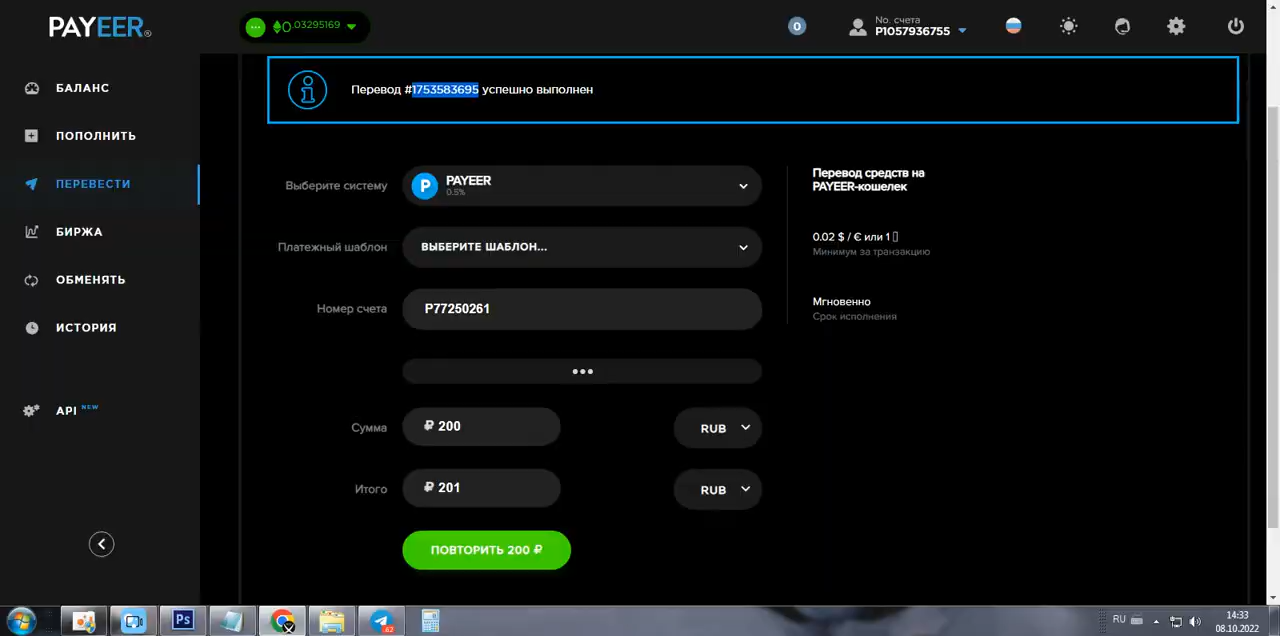 PAYEER®
03295169
0
No. счета
P1057936755
БАЛАНС
ПОПОЛНИТЬ
ПЕРЕВЕСТИ
БИРЖА
ОБМЕНЯТЬ
ИСТОРИЯ
API NEW
Перевод #1753583695 успешно выполнен
Выберите систему
P
PAYEER
0.5%
Платежный шаблон
ВЫБЕРИТЕ ШАБЛОН...
Номер счета
P77250261
Сумма
₽ 200
RUB
Итого
₽ 201
RUB
ПОВТОРИТЬ 200 ₽
Перевод средств на
PAYEER-кошелек
0.02 $ / € или 1
Минимум за транзакцию
Мгновенно
Срок исполнения
Ps
62
RU
14:33
08.10.2022